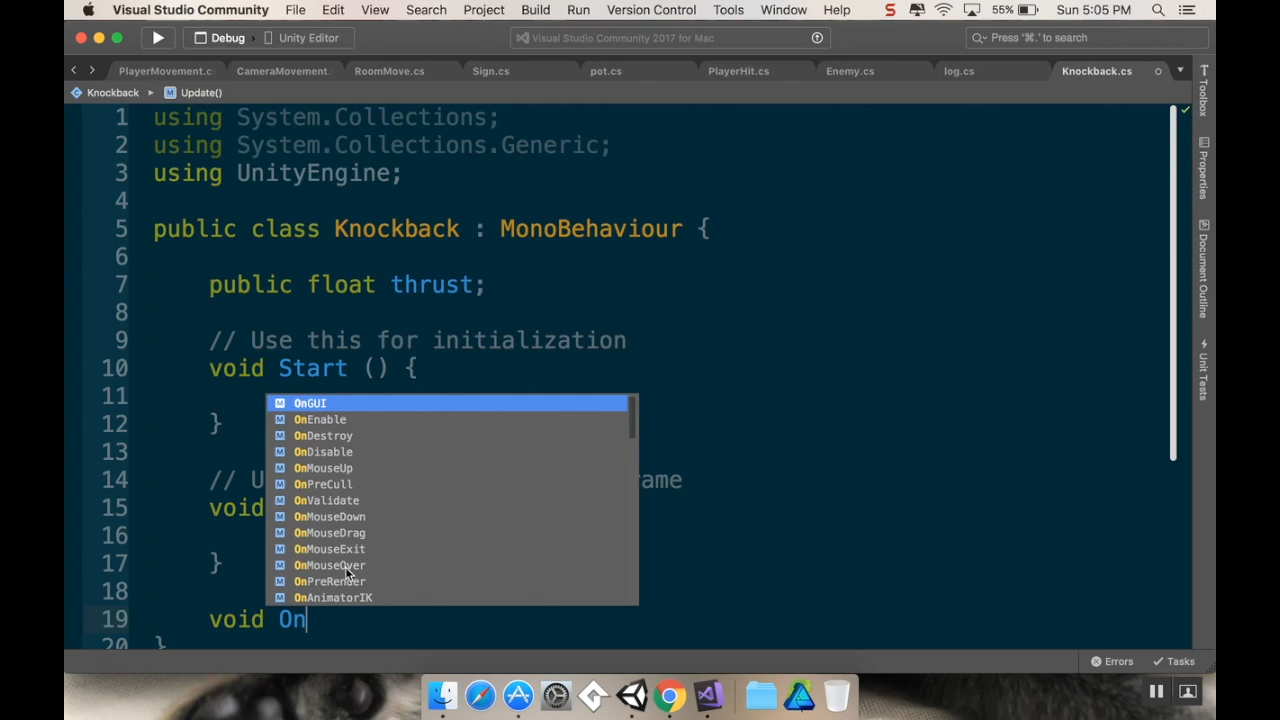 Visual Studio Community File Edit View Search Project Build Run Version Control Tools Window Help S 55% Sun 5:05 PM
Debug Unity Editor Visual Studio Community 2017 for Mac Press '⌘.' to search
PlayerMovement.c CameraMovement. RoomMove.cs Sign.cs pot.cs PlayerHit.cs Enemy.cs log.cs Knockback.cs
Knockback Update()
1 using System.Collections;
2 using System.Collections.Generic;
3 using UnityEngine;
4
5 public class Knockback : MonoBehaviour {
6
7 public float thrust;
8
9 // Use this for initialization
10 void Start () {
11
12 }
13
14 // U ame
15 void
16
17 }
18
19 void On
20 }
OnGUI
OnEnable
OnDestroy
OnDisable
OnMouseUp
OnPreCull
OnValidate
OnMouseDown
OnMouseDrag
OnMouseExit
OnMouseOver
OnPreRender
OnAnimatorIK
Toolbox
Properties
Document Outline
Unit Tests
Errors Tasks